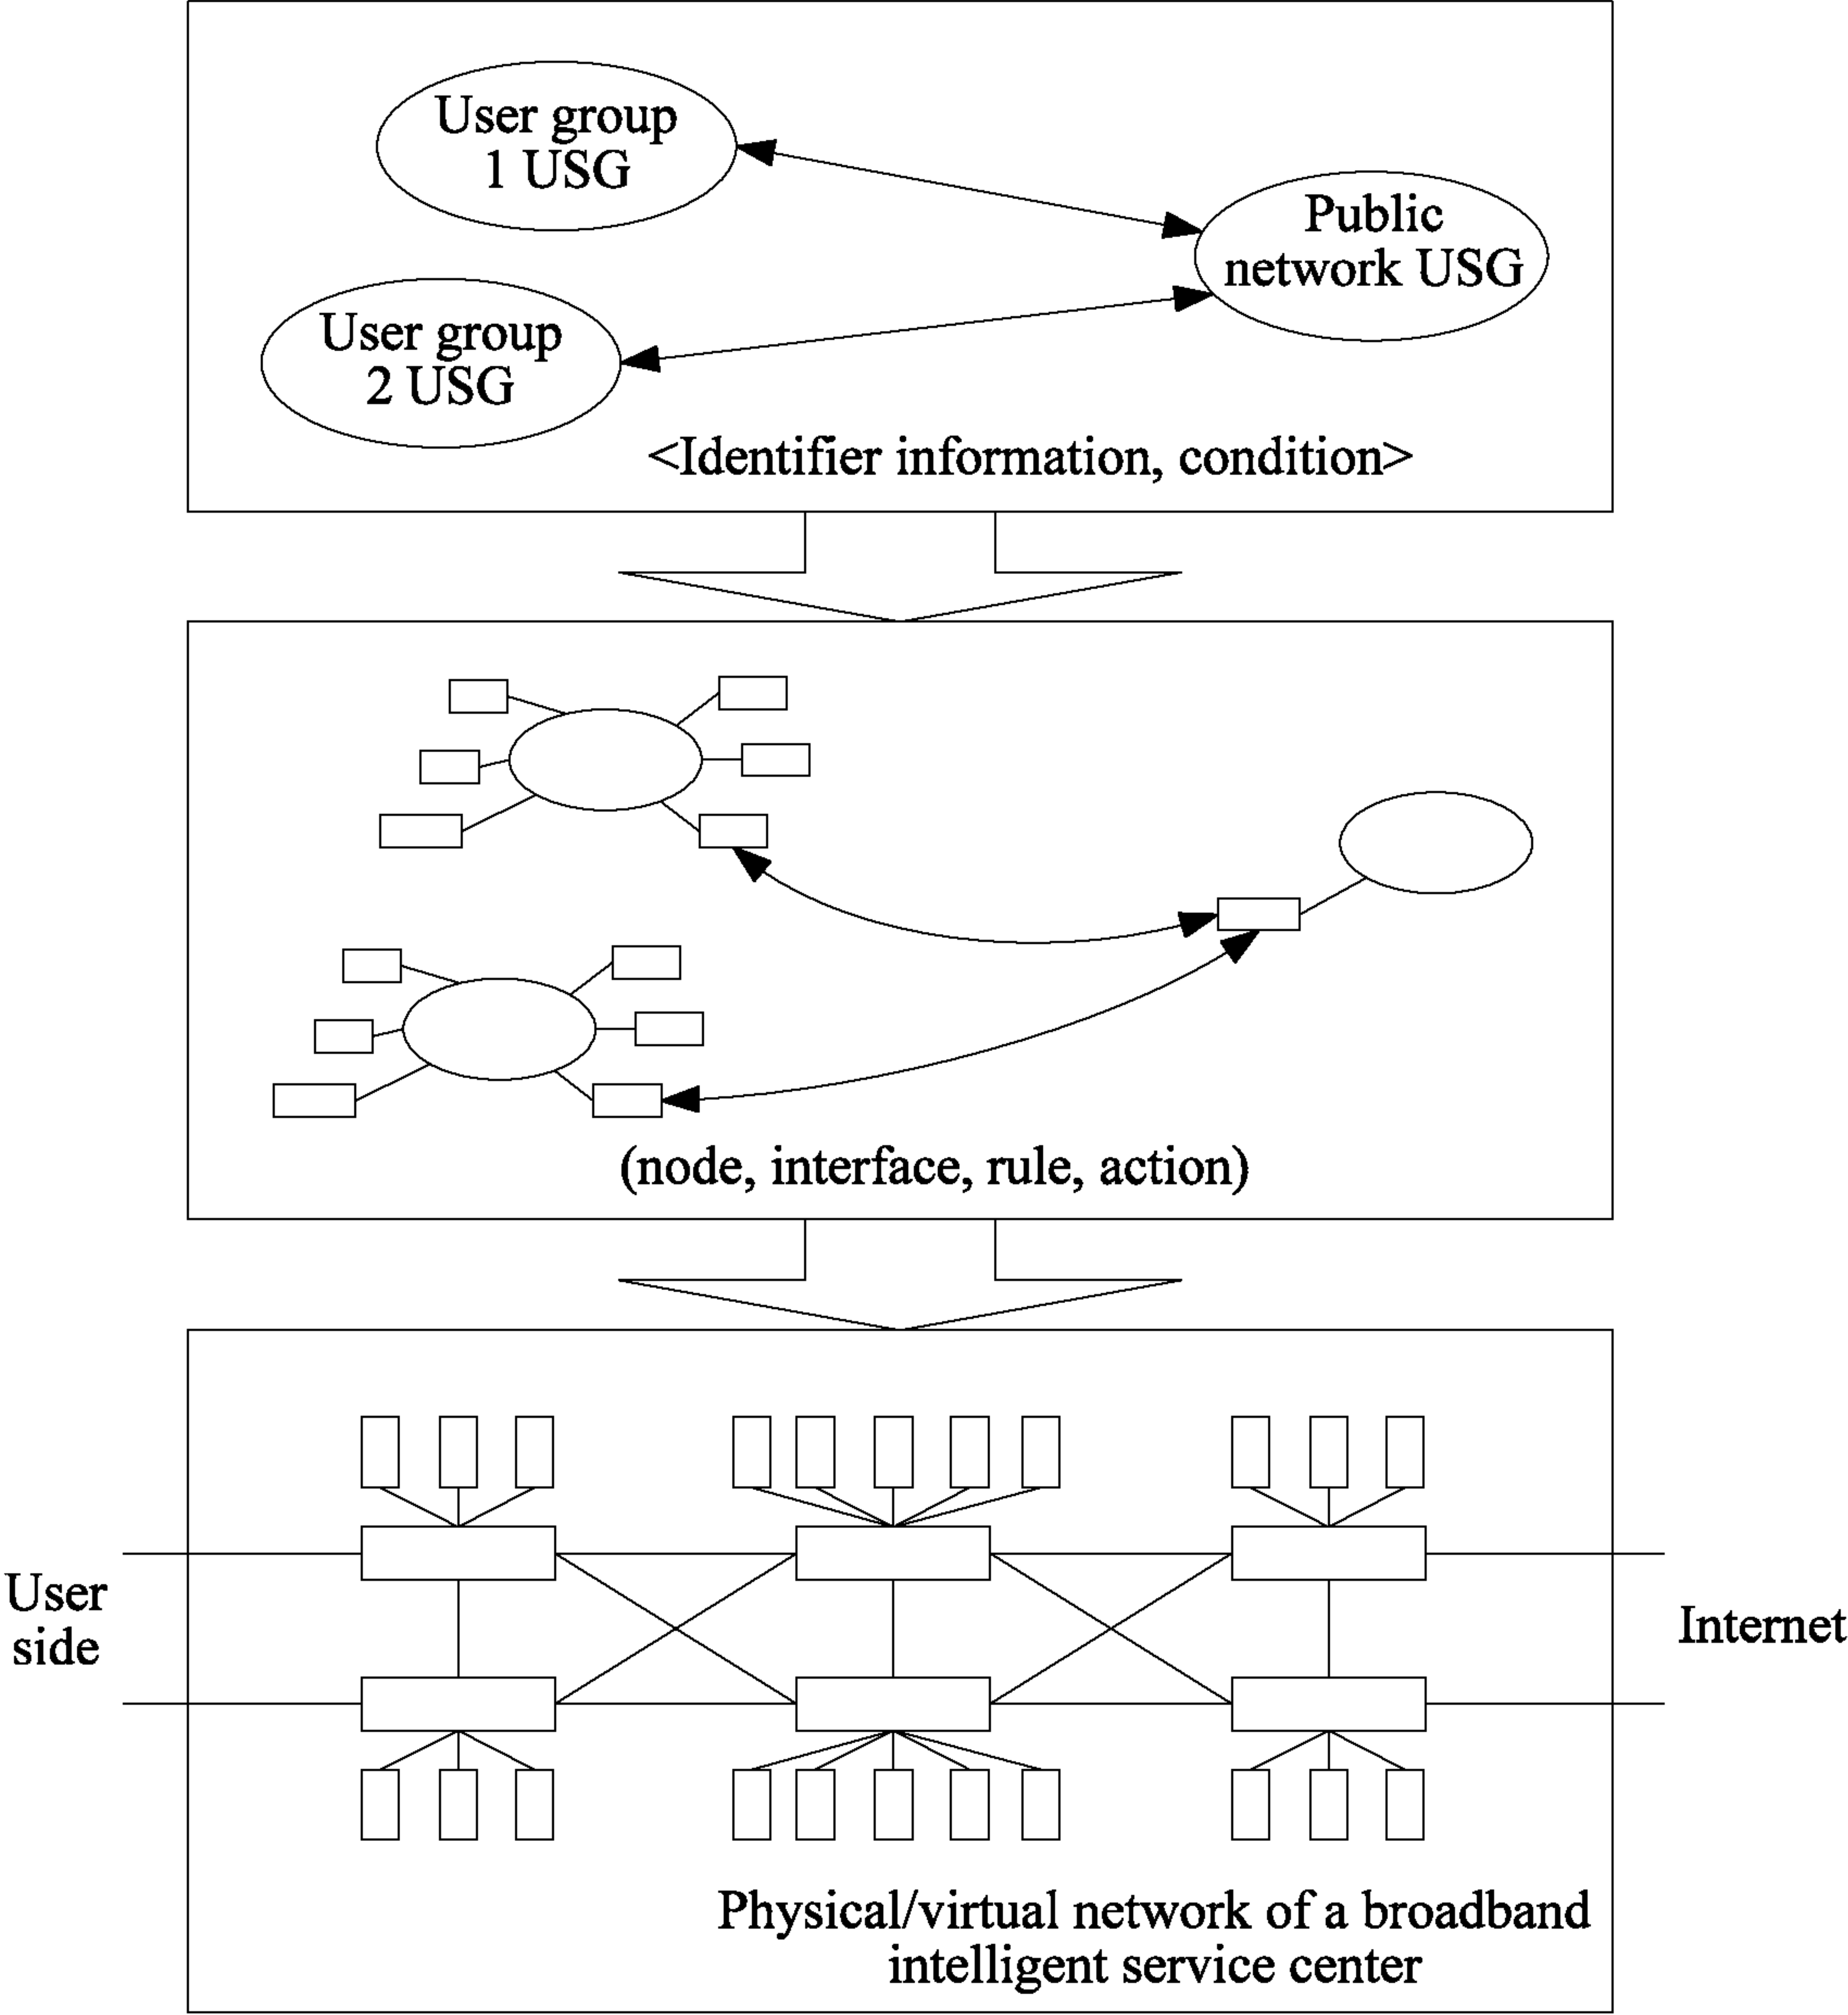 User group
1 USG
Public
network USG
User group
2 USG
<Identifier information, condition>
(node, interface, rule, action)
User
side
Internet
Physical/virtual network of a broadband
intelligent service center